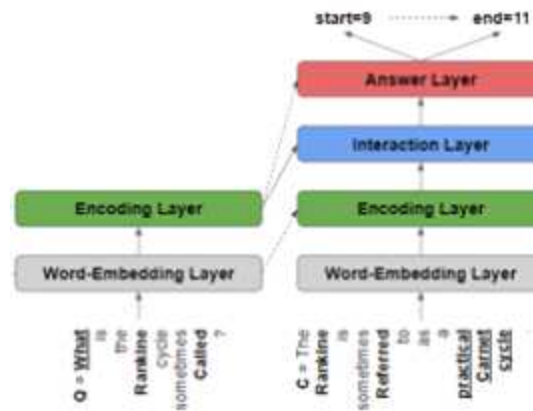 start=9 end=11
Answer Layer
Interaction Layer
Encoding Layer Encoding Layer
Word-Embedding Layer Word-Embedding Layer
Q = What
is
the
Rankine
cycle
sometimes
Called
?
C = The
Rankine
is
sometimes
Referred
to
as
a
practical
Carnet
cycle